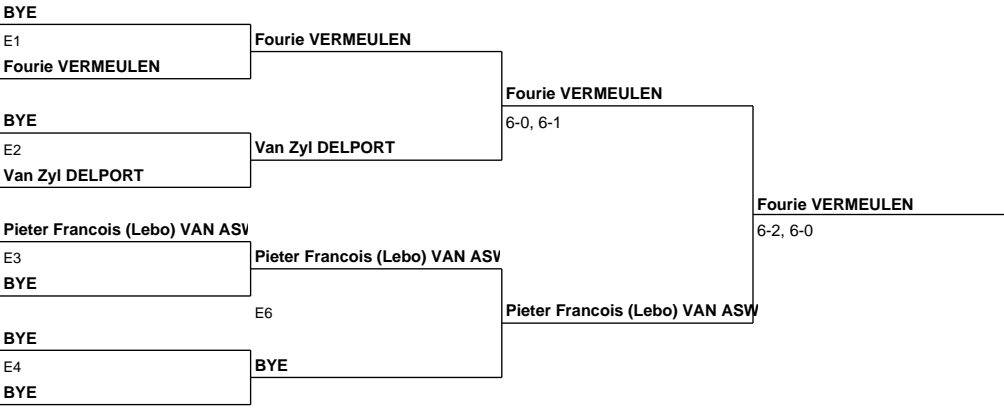 BYE
E1
Fourie VERMEULEN
Fourie VERMEULEN
BYE
E2
Van Zyl DELPORT
Van Zyl DELPORT
Fourie VERMEULEN
6-0, 6-1
Pieter Francois (Lebo) VAN ASW
E3
BYE
Pieter Francois (Lebo) VAN ASW
E6
BYE
E4
BYE
BYE
Pieter Francois (Lebo) VAN ASW
Fourie VERMEULEN
6-2, 6-0